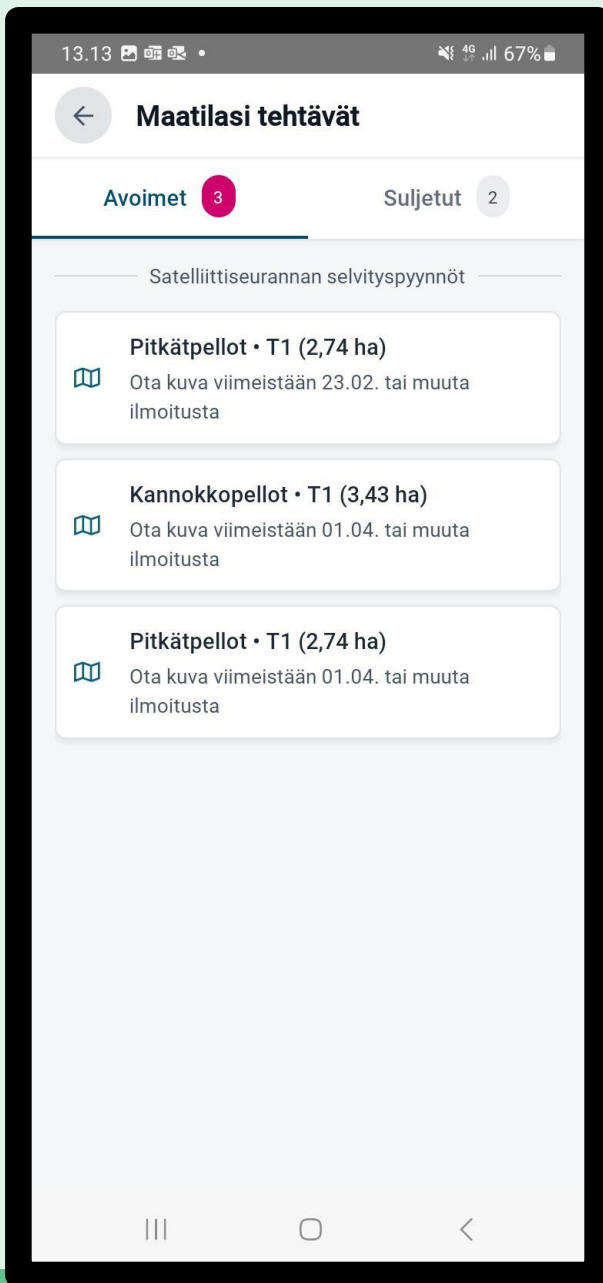 13.13 4G 67%
Maatilasi tehtävät
Avoimet 3 Suljetut 2
Satelliittiseurannan selvityspyynnöt
Pitkätpellot • T1 (2,74 ha)
Ota kuva viimeistään 23.02. tai muuta
ilmoitusta
Kannokkopellot • T1 (3,43 ha)
Ota kuva viimeistään 01.04. tai muuta
ilmoitusta
Pitkätpellot • T1 (2,74 ha)
Ota kuva viimeistään 01.04. tai muuta
ilmoitusta